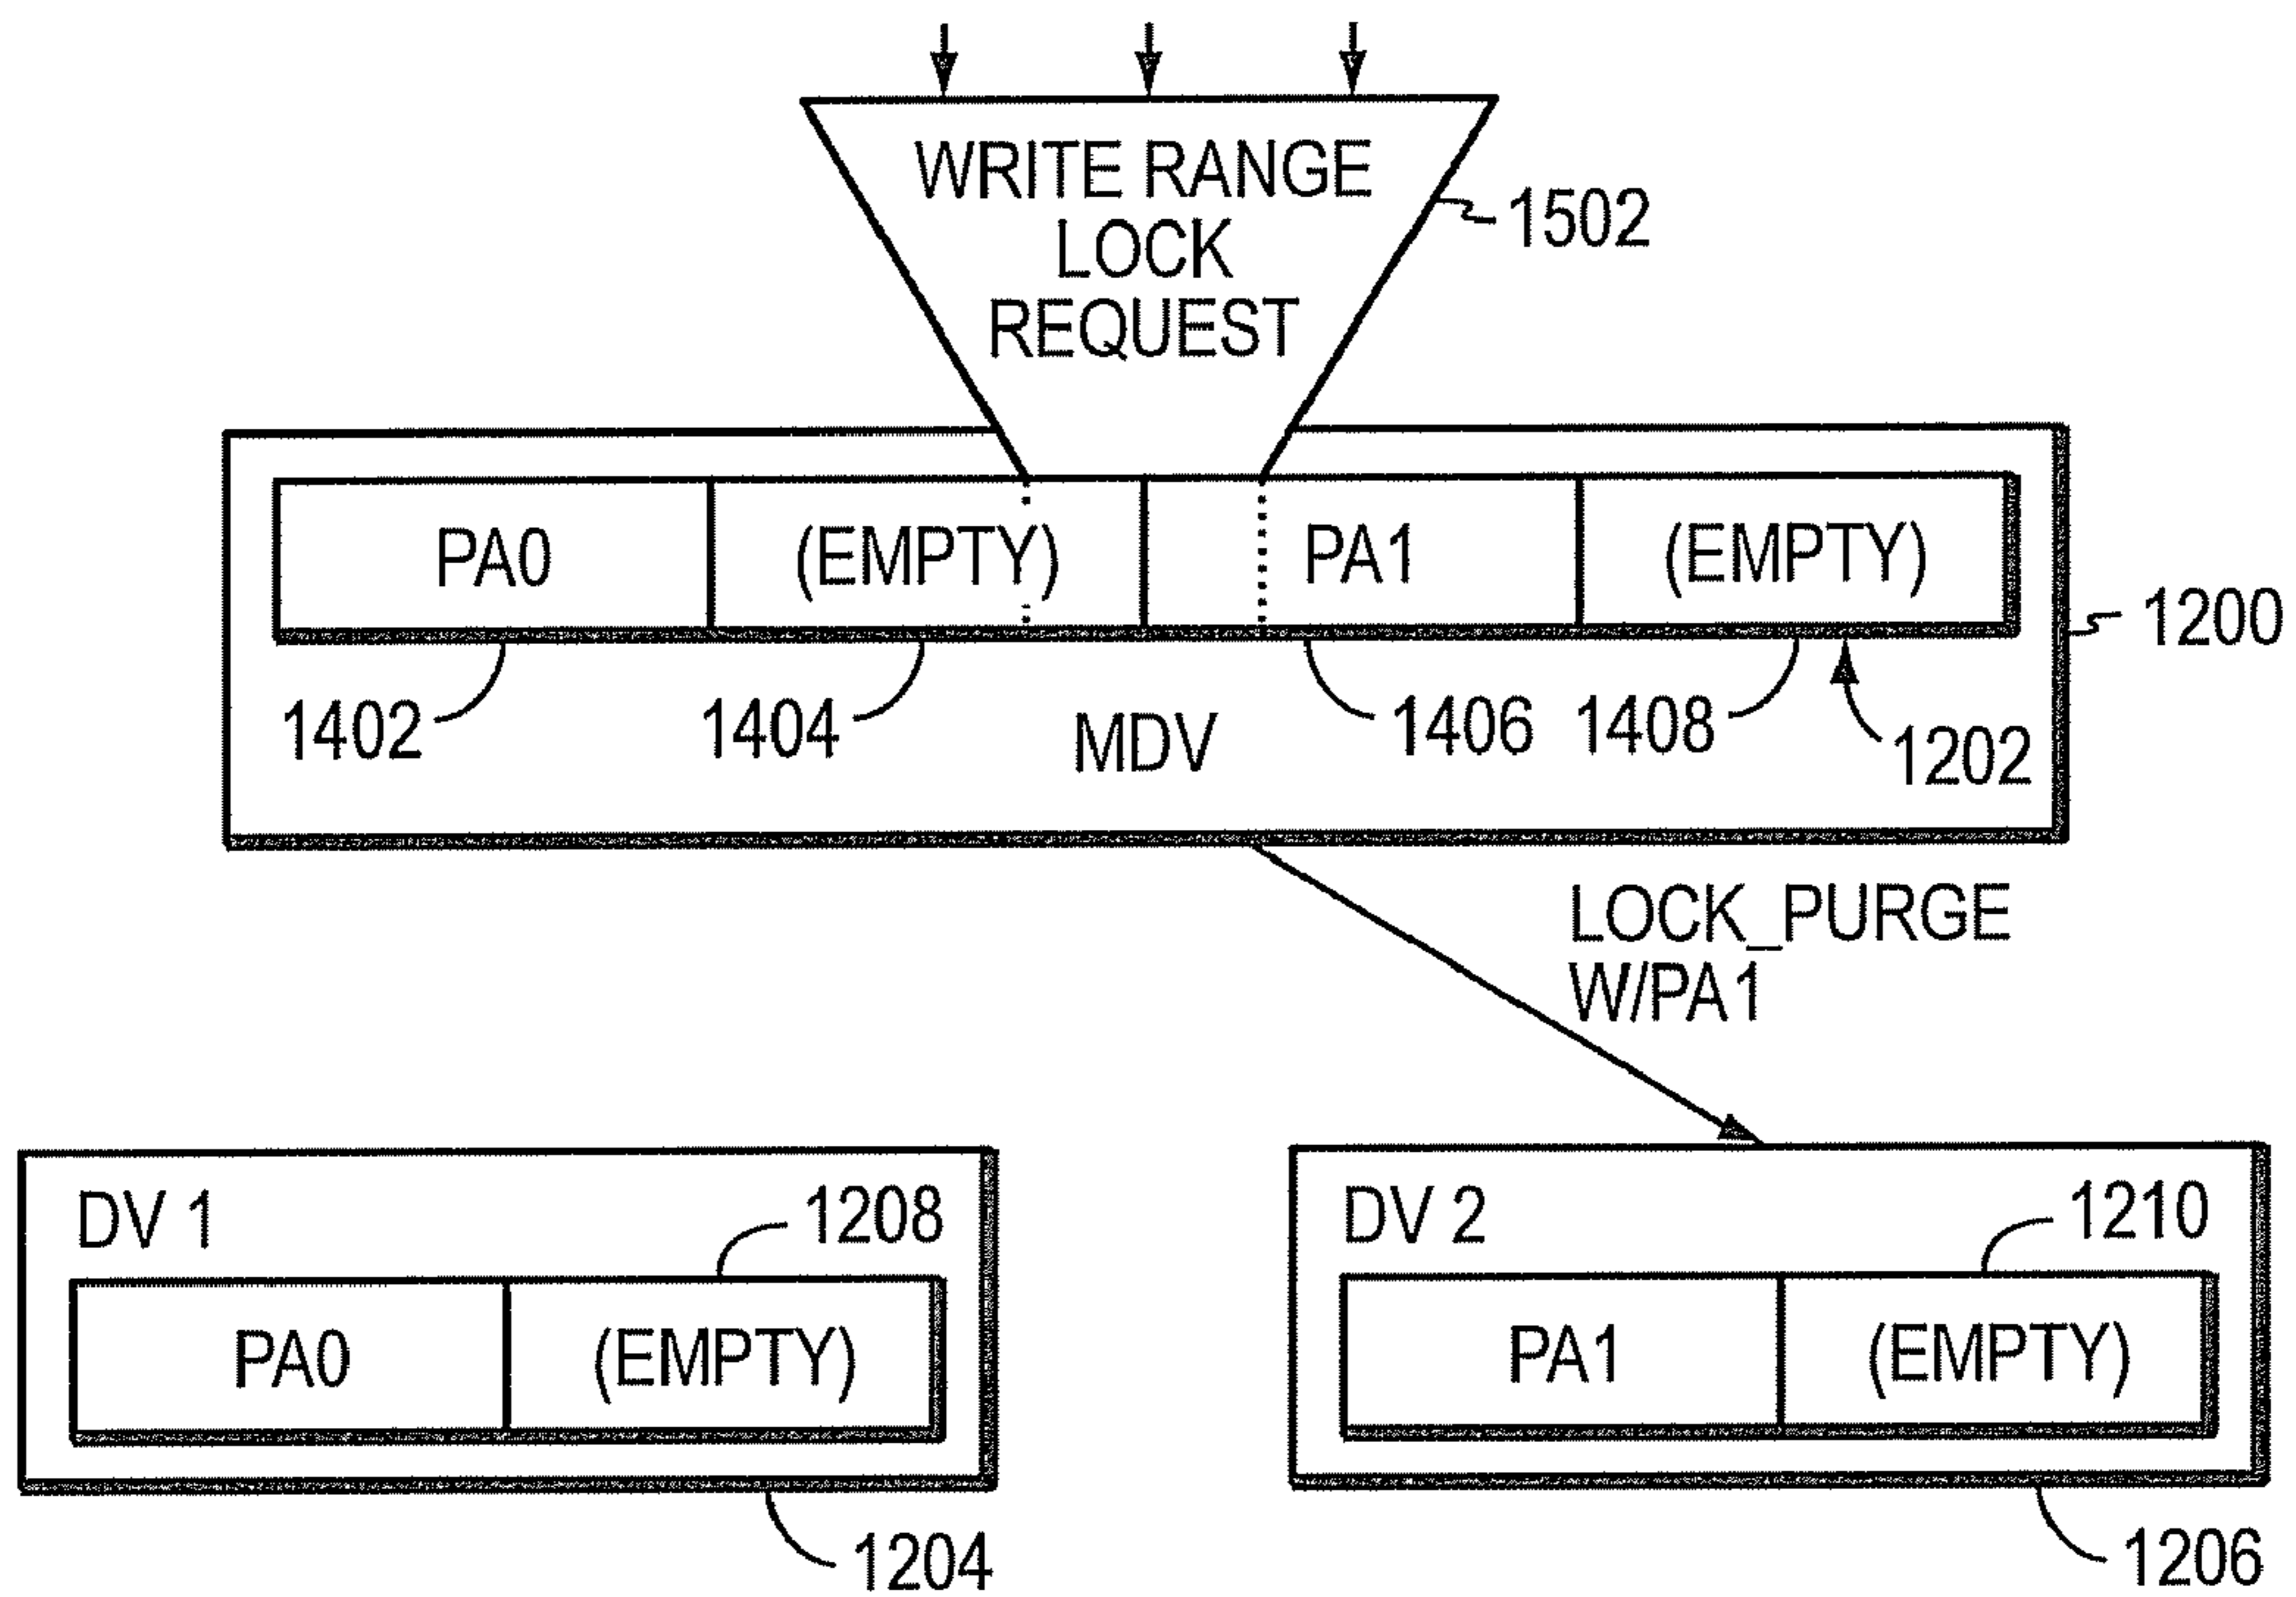 WRITE RANGE
LOCK
REQUEST
1502
PA0
(EMPTY)
PA1
(EMPTY)
1200
1402
1404
MDV
1406
1408
1202
LOCK_PURGE
W/PA1
DV 1
1208
PA0
(EMPTY)
1204
DV 2
1210
PA1
(EMPTY)
1206